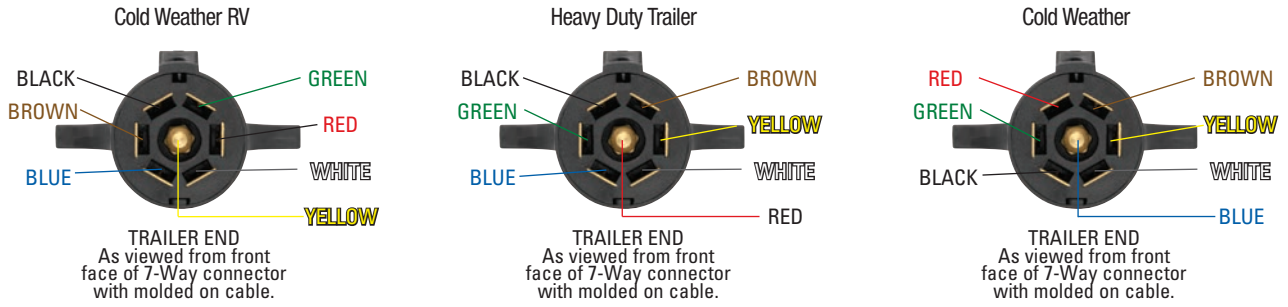 Cold Weather RV
BLACK
GREEN
BROWN
RED
BLUE
WHITE
YELLOW
TRAILER END
As viewed from front
face of 7-Way connector
with molded on cable.
Heavy Duty Trailer
BLACK
BROWN
GREEN
YELLOW
BLUE
WHITE
RED
TRAILER END
As viewed from front
face of 7-Way connector
with molded on cable.
Cold Weather
RED
BROWN
GREEN
YELLOW
BLACK
WHITE
BLUE
TRAILER END
As viewed from front
face of 7-Way connector
with molded on cable.